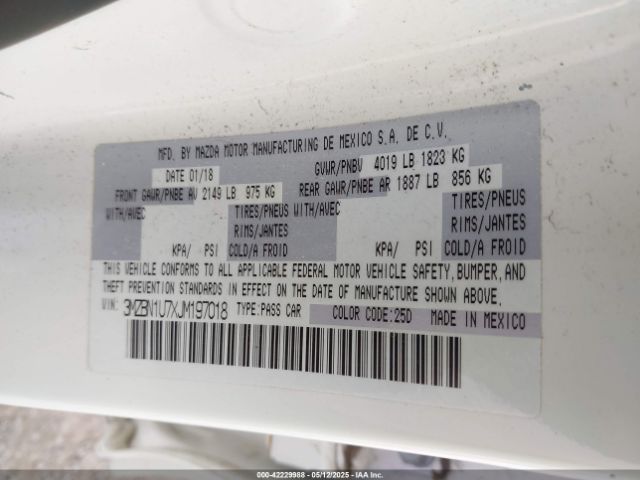 MFD. BY MAZDA MOTOR MANUFACTURING DE MEXICO S.A. DE C.V.
DATE 01/18 GVWR/PNBV 4019 LB 1823 KG
FRONT GAWR/PNBE AV 2149 LB 975 KG REAR GAWR/PNBE AR 1887 LB 856 KG
WITH/AVEC TIRES/PNEUS WITH/AVEC TIRES/PNEUS
RIMS/JANTES RIMS/JANTES
KPA/ PSI COLD/A FROID KPA/ PSI COLD/A FROID
THIS VEHICLE CONFORMS TO ALL APPLICABLE FEDERAL MOTOR VEHICLE SAFETY, BUMPER, AND
THEFT PREVENTION STANDARDS IN EFFECT ON THE DATE OF MANUFACTURE SHOWN ABOVE.
VIN: 3MZBN1U7XJM197018 TYPE:PASS CAR COLOR CODE:25D MADE IN MEXICO
000-42229988 - 05/12/2025 - IAA Inc.